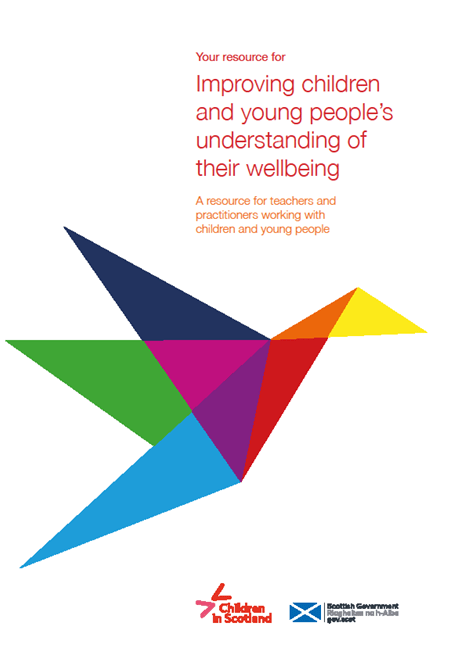 Your resource for
Improving children
and young people's
understanding of
their wellbeing
A resource for teachers and
practitioners working with
children and young people
Children
in Scotland
Scottish Government
Riaghaltas na h-Alba
gov.scot